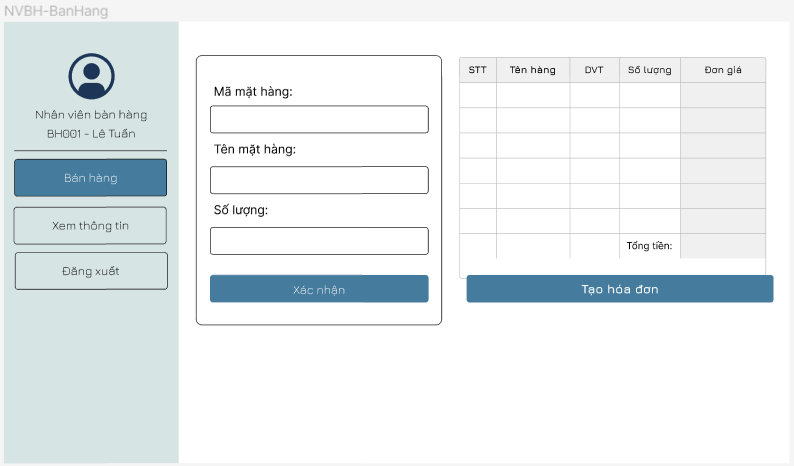 NVBH-BanHang
Nhân viên bán hàng
BH001 - Lê Tuấn
Bán hàng
Xem thông tin
Đăng xuất
Mã mặt hàng:
Tên mặt hàng:
Số lượng:
Xác nhận
STT Tên hàng DVT Số lượng Đơn giá
Tổng tiền:
Tạo hóa đơn